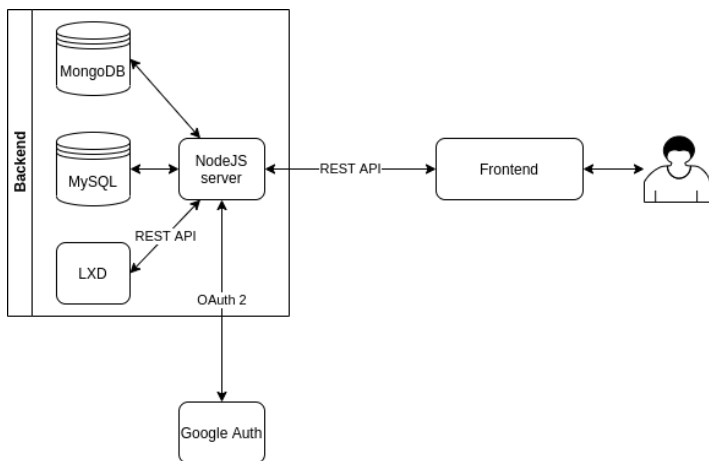 Backend
MongoDB
MySQL
NodeJS
server
REST API
Frontend
REST API
LXD
OAuth 2
Google Auth